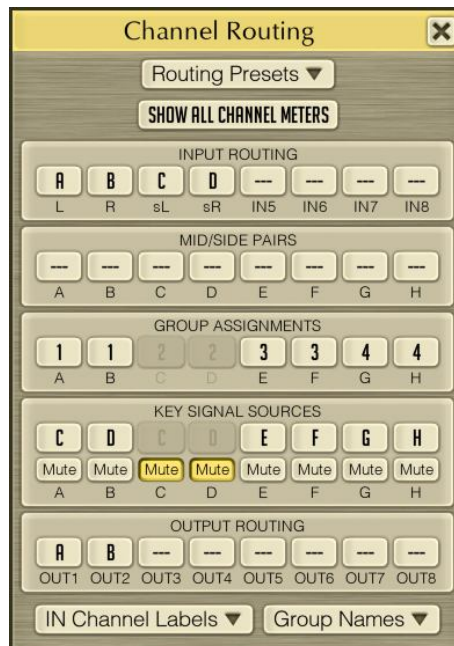 Channel Routing
Routing Presets ▼
SHOW ALL CHANNEL METERS
INPUT ROUTING
A B C D --- --- --- ---
L R sL sR IN5 IN6 IN7 IN8
MID/SIDE PAIRS
--- --- --- --- --- --- --- ---
A B C D E F G H
GROUP ASSIGNMENTS
1 1 2 2 3 3 4 4
A B C D E F G H
KEY SIGNAL SOURCES
C D C D E F G H
Mute Mute Mute Mute Mute Mute Mute Mute
A B C D E F G H
OUTPUT ROUTING
A B --- --- --- --- --- ---
OUT1 OUT2 OUT3 OUT4 OUT5 OUT6 OUT7 OUT8
IN Channel Labels ▼ Group Names ▼